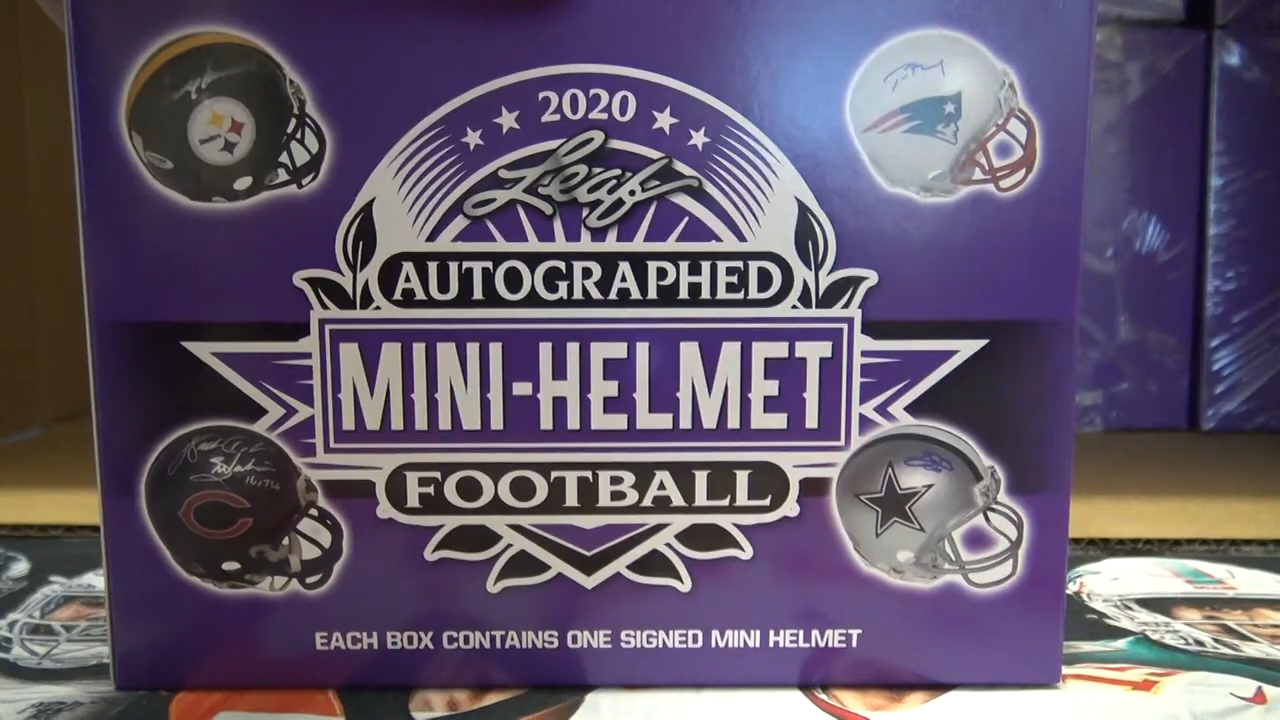 2020
Leaf
AUTOGRAPHED
MINI-HELMET
FOOTBALL
EACH BOX CONTAINS ONE SIGNED MINI HELMET